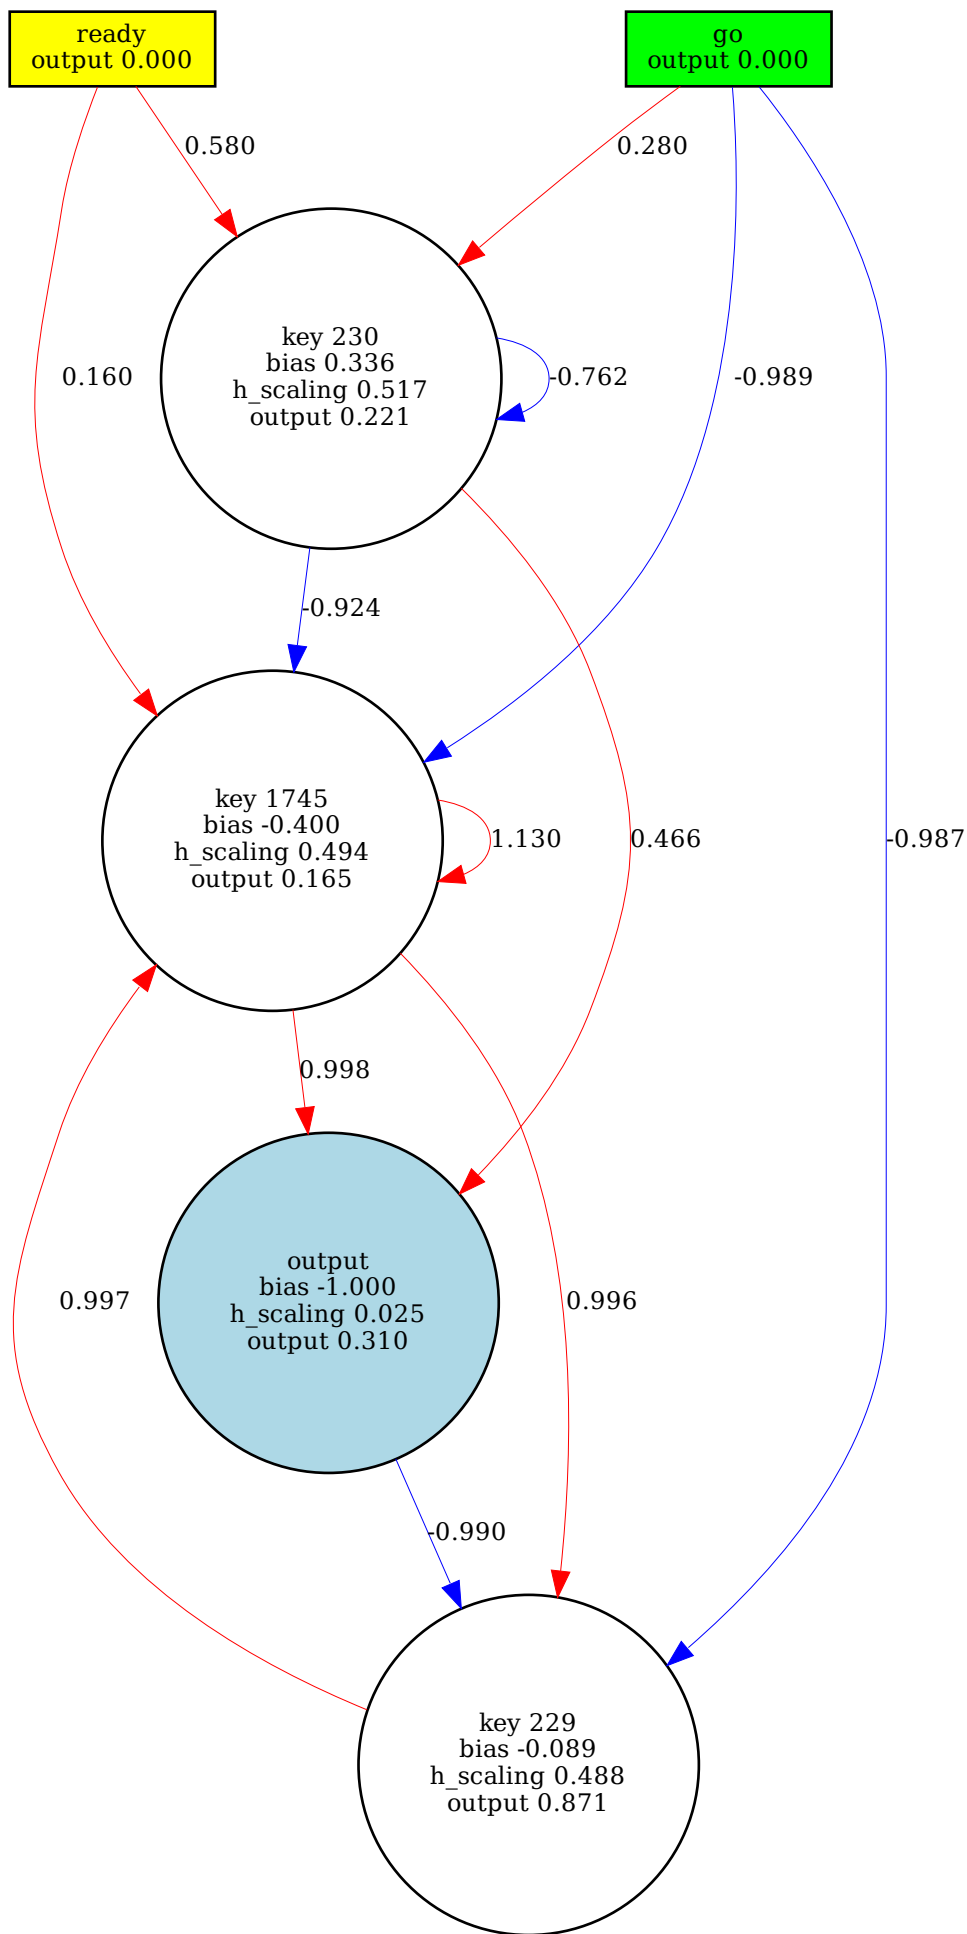 ready
output 0.000
go
output 0.000
0.580
0.280
key 230
bias 0.336
h_scaling 0.517
output 0.221
0.160
-0.762
-0.989
-0.924
key 1745
bias -0.400
h_scaling 0.494
output 0.165
1.130
0.466
-0.987
0.998
output
bias -1.000
h_scaling 0.025
output 0.310
0.997
0.996
-0.990
key 229
bias -0.089
h_scaling 0.488
output 0.871